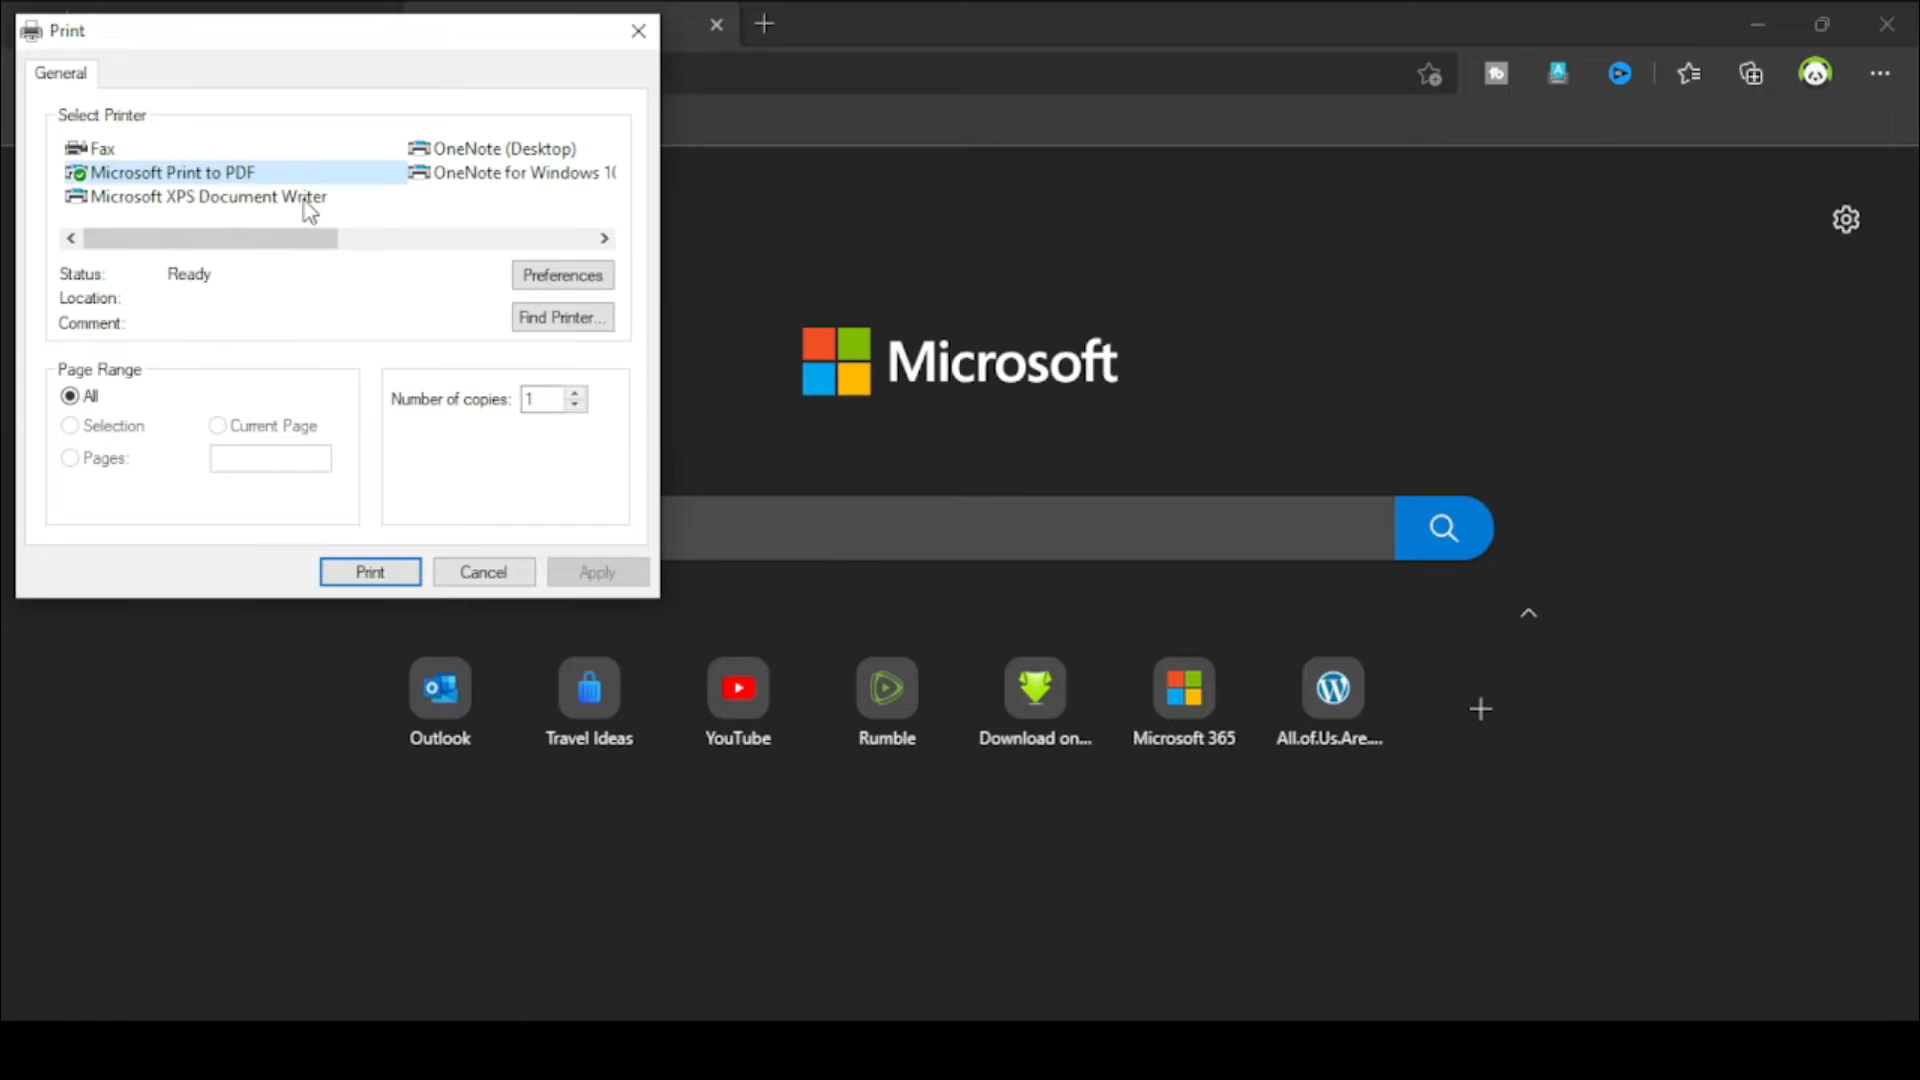 Print
General
Select Printer
Fax
OneNote (Desktop)
Microsoft Print to PDF
OneNote for Windows 10
Microsoft XPS Document Writer
Status: Ready
Preferences
Location:
Find Printer...
Comment:
Page Range
All
Number of copies: 1
Selection
Current Page
Pages:
Print
Cancel
Apply
Microsoft
Outlook
Travel Ideas
YouTube
Rumble
Download on...
Microsoft 365
All.of.Us.Are....